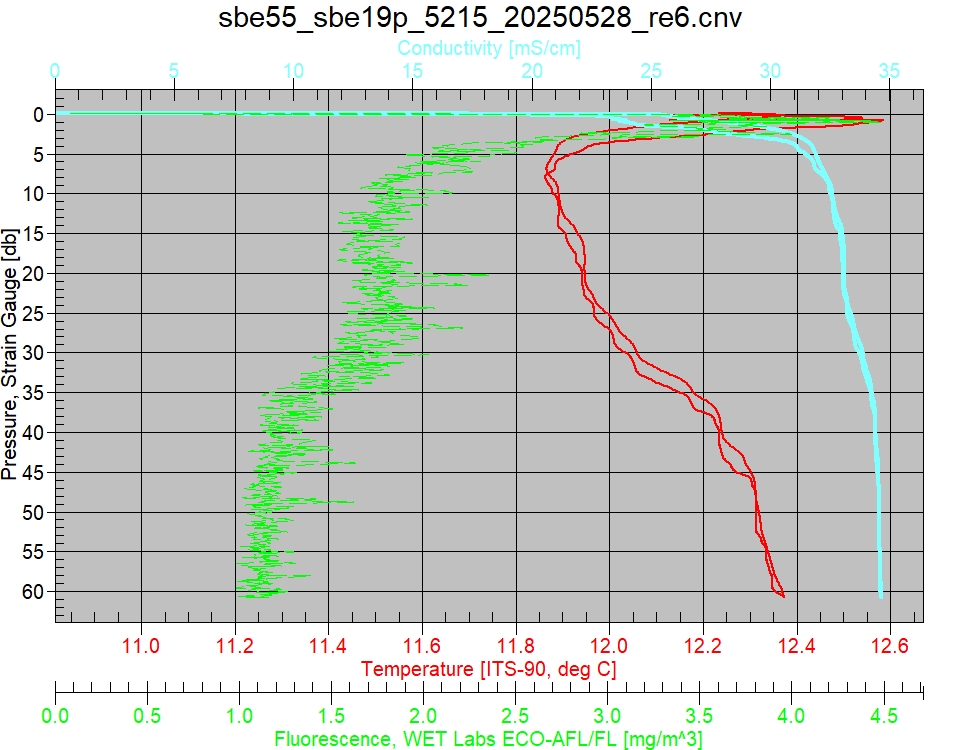 sbe55_sbe19p_5215_20250528_re6.cnv
Conductivity [mS/cm]
0 5 10 15 20 25 30 35
Pressure, Strain Gauge [db]
0
5
10
15
20
25
30
35
40
45
50
55
60
11.0 11.2 11.4 11.6 11.8 12.0 12.2 12.4 12.6
Temperature [ITS-90, deg C]
0.0 0.5 1.0 1.5 2.0 2.5 3.0 3.5 4.0 4.5
Fluorescence, WET Labs ECO-AFL/FL [mg/m^3]